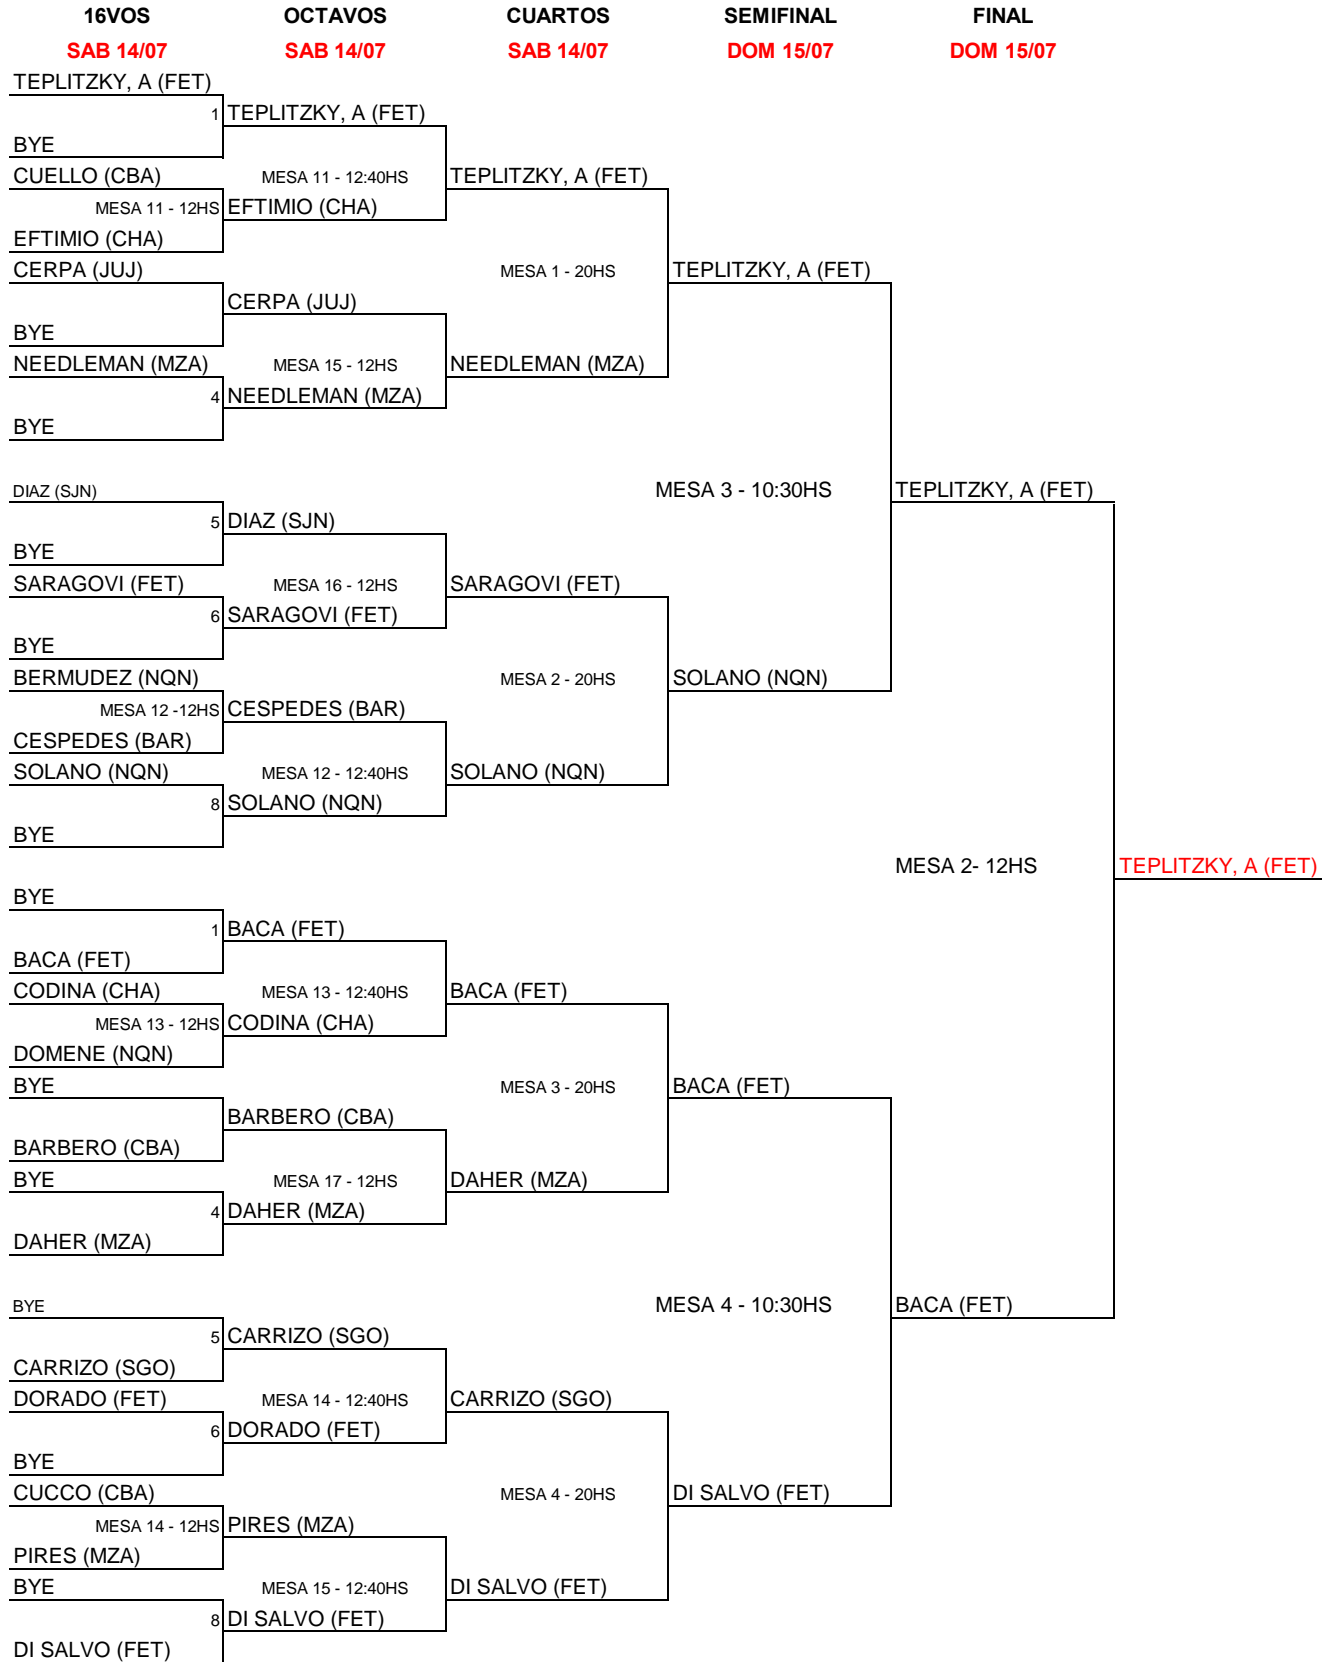 16VOS OCTAVOS CUARTOS SEMIFINAL FINAL
SAB 14/07 SAB 14/07 SAB 14/07 DOM 15/07 DOM 15/07
TEPLITZKY, A (FET)
1 TEPLITZKY, A (FET)
BYE
CUELLO (CBA) MESA 11 - 12:40HS TEPLITZKY, A (FET)
MESA 11 - 12HS EFTIMIO (CHA)
EFTIMIO (CHA)
CERPA (JUJ) MESA 1 - 20HS TEPLITZKY, A (FET)
CERPA (JUJ)
BYE
NEEDLEMAN (MZA) MESA 15 - 12HS NEEDLEMAN (MZA)
4 NEEDLEMAN (MZA)
BYE
DIAZ (SJN) MESA 3 - 10:30HS TEPLITZKY, A (FET)
5 DIAZ (SJN)
BYE
SARAGOVI (FET) MESA 16 - 12HS SARAGOVI (FET)
6 SARAGOVI (FET)
BYE
BERMUDEZ (NQN) MESA 2 - 20HS SOLANO (NQN)
MESA 12 -12HS CESPEDES (BAR)
CESPEDES (BAR)
SOLANO (NQN) MESA 12 - 12:40HS SOLANO (NQN)
8 SOLANO (NQN)
BYE
MESA 2- 12HS TEPLITZKY, A (FET)
BYE
1 BACA (FET)
BACA (FET)
CODINA (CHA) MESA 13 - 12:40HS BACA (FET)
MESA 13 - 12HS CODINA (CHA)
DOMENE (NQN)
BYE MESA 3 - 20HS BACA (FET)
BARBERO (CBA)
BARBERO (CBA)
BYE MESA 17 - 12HS DAHER (MZA)
4 DAHER (MZA)
DAHER (MZA)
BYE MESA 4 - 10:30HS BACA (FET)
5 CARRIZO (SGO)
CARRIZO (SGO)
DORADO (FET) MESA 14 - 12:40HS CARRIZO (SGO)
6 DORADO (FET)
BYE
CUCCO (CBA) MESA 4 - 20HS DI SALVO (FET)
MESA 14 - 12HS PIRES (MZA)
PIRES (MZA)
BYE MESA 15 - 12:40HS DI SALVO (FET)
8 DI SALVO (FET)
DI SALVO (FET)